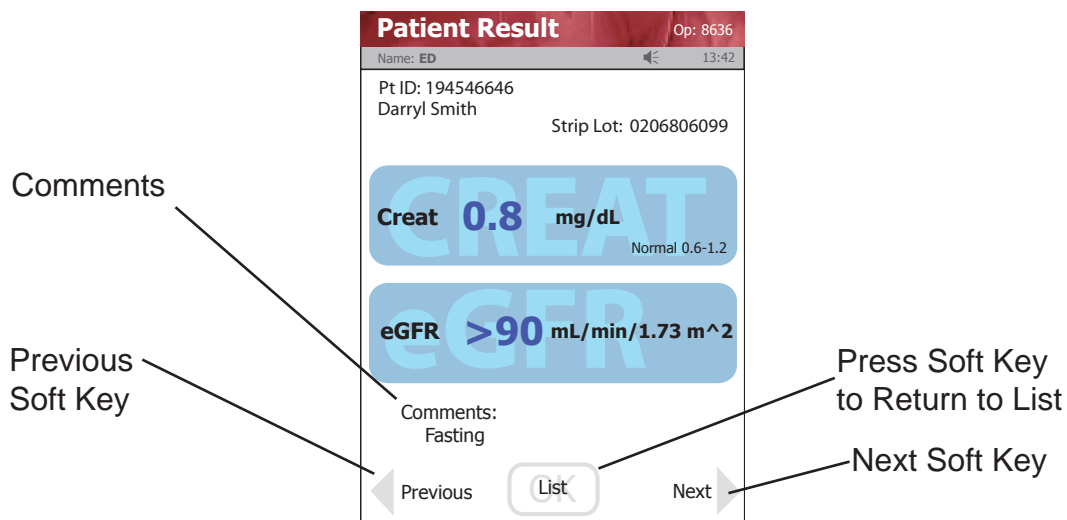 Patient Result
Op: 8636
Name: ED
13:42
Pt ID: 194546646
Darryl Smith
Strip Lot: 0206806099
Comments
CREAT
Creat 0.8 mg/dL
Normal 0.6-1.2
eGFR
eGFR >90 mL/min/1.73 m^2
Previous
Soft Key
Press Soft Key
to Return to List
Comments:
Fasting
Next Soft Key
Previous
OK
List
Next